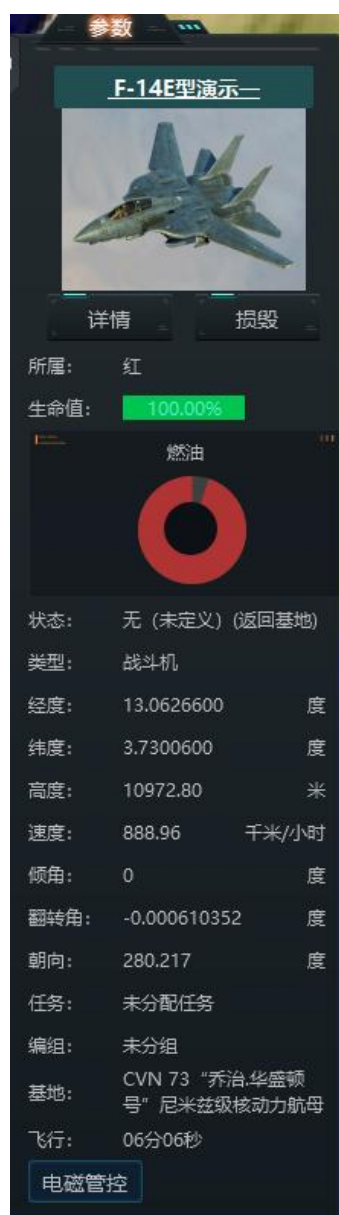 参数
F-14E型演示一
详情
损毁
所属: 红
生命值: 100.00%
燃油
状态: 无（未定义）(返回基地)
类型: 战斗机
经度: 13.0626600 度
纬度: 3.7300600 度
高度: 10972.80 米
速度: 888.96 千米/小时
倾角: 0 度
翻转角: -0.000610352 度
朝向: 280.217 度
任务: 未分配任务
编组: 未分组
基地: CVN 73“乔治.华盛顿
号”尼米兹级核动力航母
飞行: 06分06秒
电磁管控